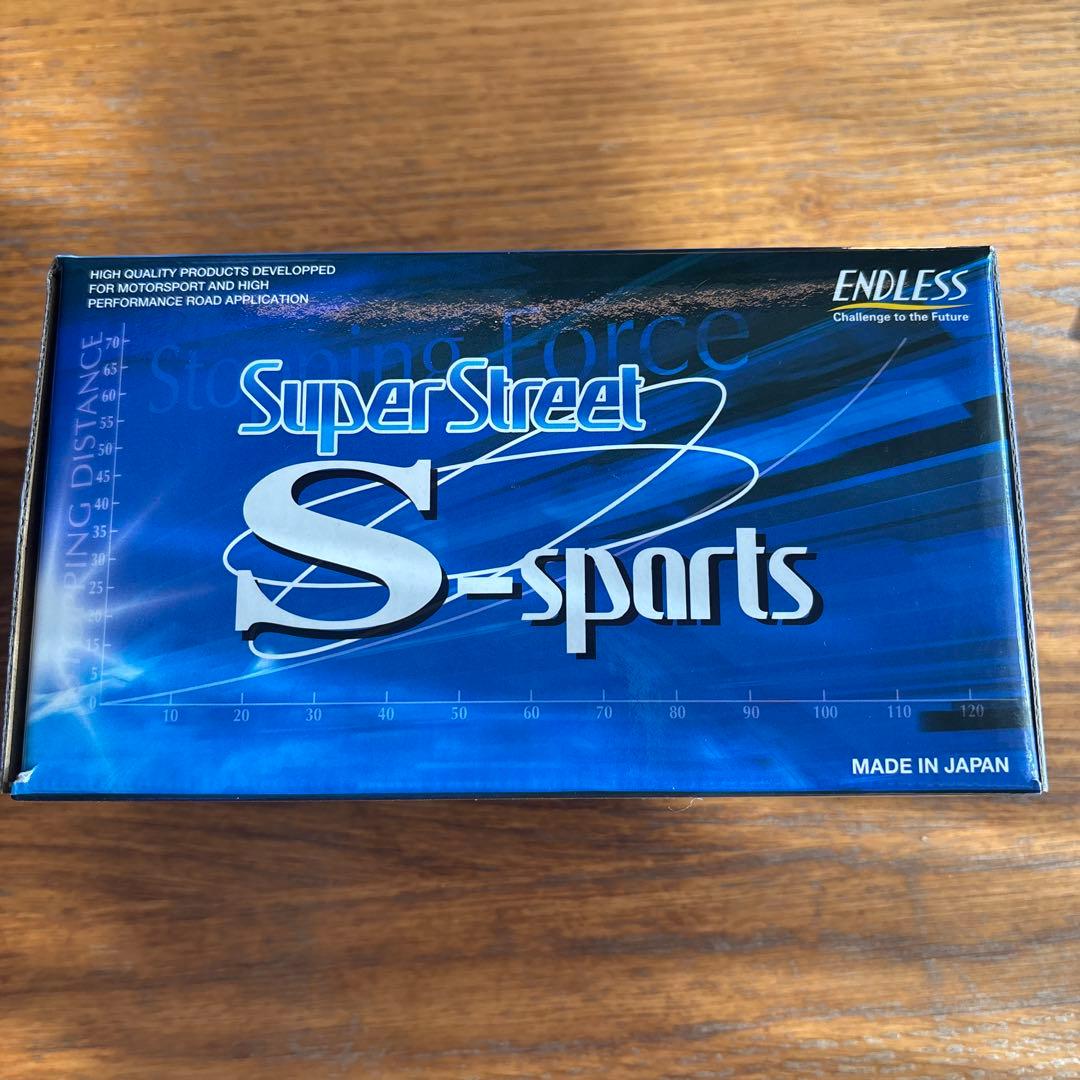 HIGH QUALITY PRODUCTS DEVELOPPED
FOR MOTORSPORT AND HIGH
PERFORMANCE ROAD APPLICATION
ENDLESS
Challenge to the Future
Stopping Force
Super Street
S-sports
STOPPING DISTANCE
70
65
60
55
50
45
40
35
30
25
20
15
5
0
10 20 30 40 50 60 70 80 90 100 110 120
MADE IN JAPAN